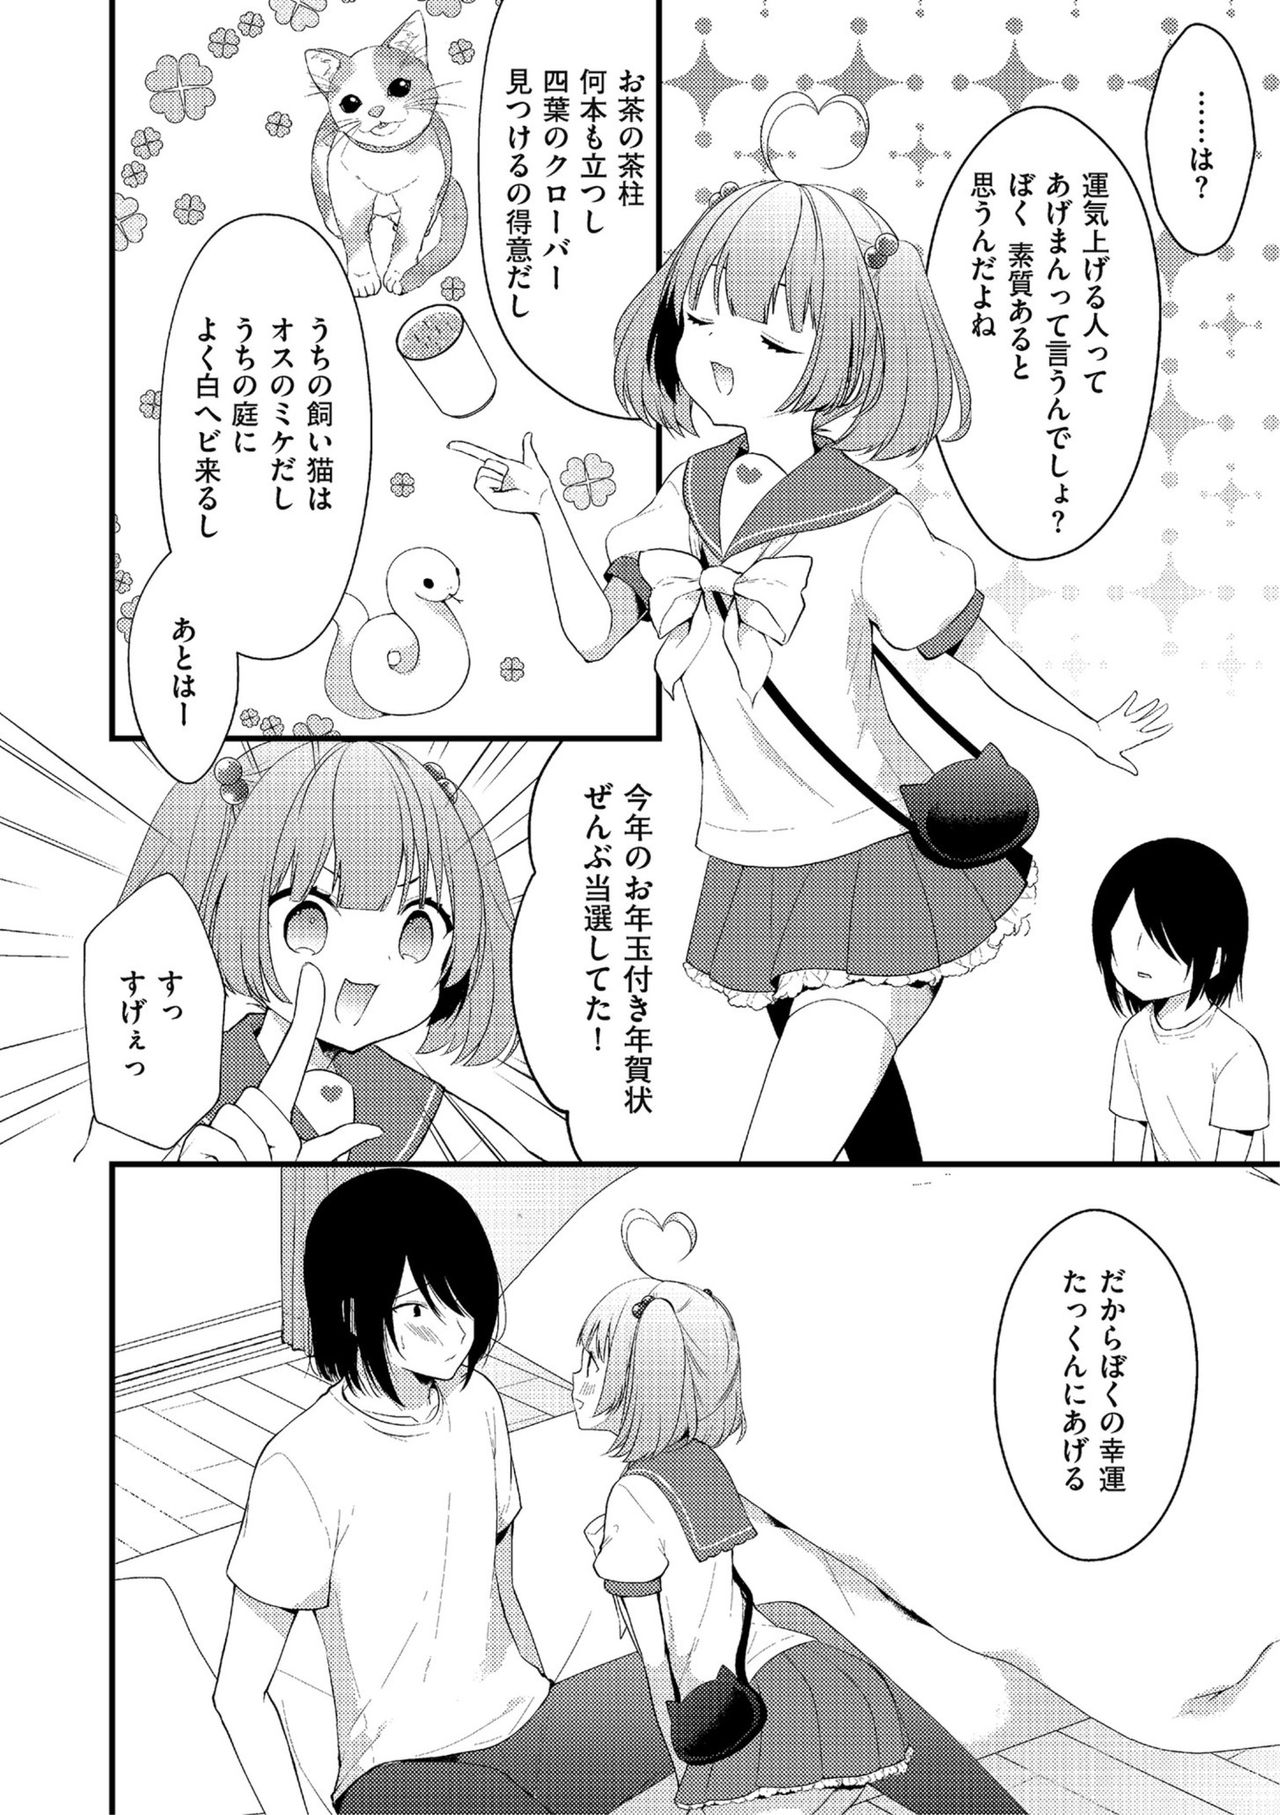 ……は？
運気上げる人って
あげまんって言うんでしょ？
ぼく 素質あると
思うんだよね
お茶の茶柱
何本も立つし
四葉のクローバー
見つけるの得意だし
うちの飼い猫は
オスのミケだし
うちの庭に
よく白ヘビ来るし
あとはー
今年のお年玉付き年賀状
ぜんぶ当選してた！
すっ
すげぇっ
だからぼくの幸運
たっくんにあげる